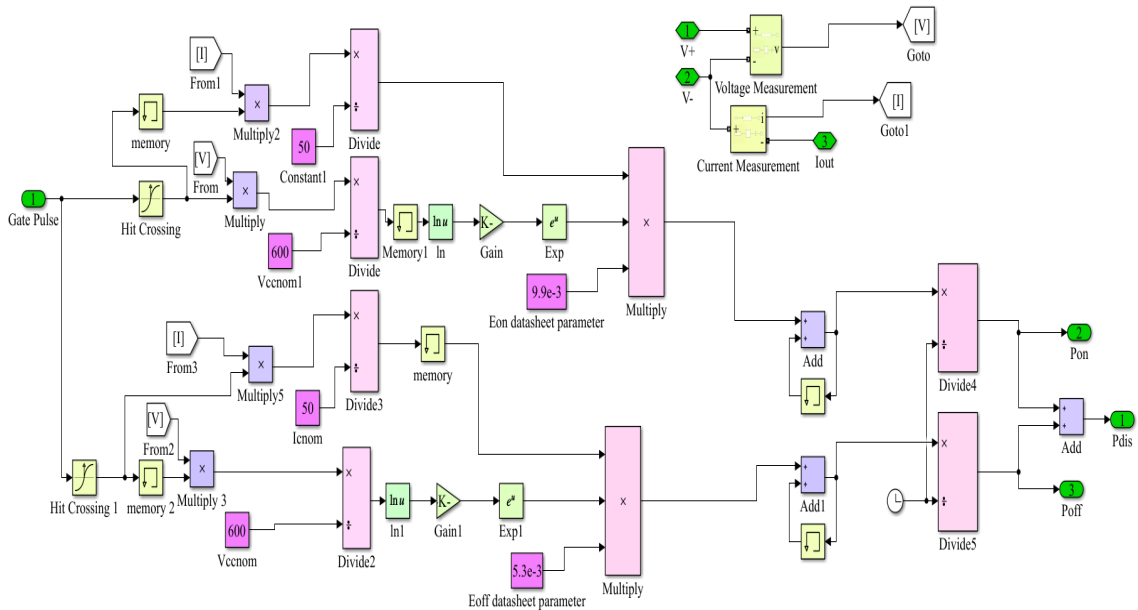 [I]
From1
memory
×
Multiply2
×
÷
Divide
50
Constant1
1
V+
2
V-
+
-
v
Voltage Measurement
[V]
Goto
+
i
-
Current Measurement
[I]
Goto1
3
Iout
1
Gate Pulse
Hit Crossing
[V]
From
×
Multiply
×
÷
Divide
600
Vccnom1
Memory1
ln u
ln
K-
Gain
e^u
Exp
9.9e-3
Eon datasheet parameter
×
Multiply
[I]
From3
×
Multiply5
×
÷
Divide3
50
Icnom
memory
+
+
Add
×
÷
Divide4
2
Pon
+
+
Add
1
Pdis
Hit Crossing 1
memory 2
[V]
From2
×
Multiply 3
600
Vccnom
×
÷
Divide2
ln u
ln1
K-
Gain1
e^u
Exp1
5.3e-3
Eoff datasheet parameter
×
Multiply
+
+
Add1
×
÷
Divide5
3
Poff